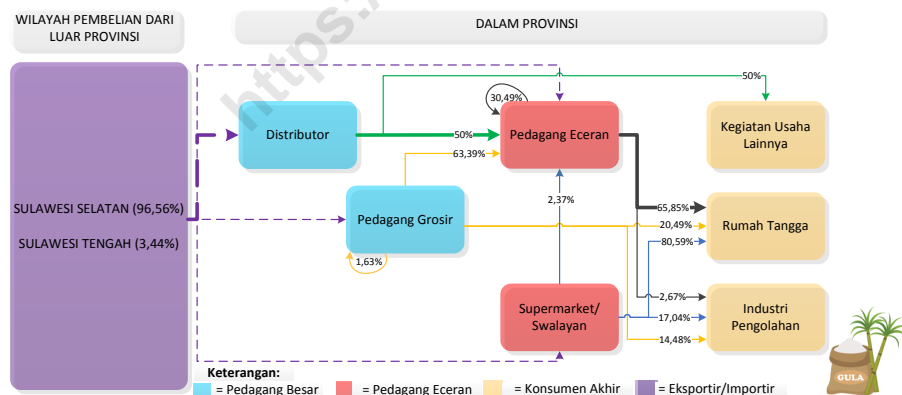 WILAYAH PEMBELIAN DARI
LUAR PROVINSI
DALAM PROVINSI
https:
50%
30,49%
Distributor
50%
Pedagang Eceran
Kegiatan Usaha
Lainnya
63,39%
2,37%
SULAWESI SELATAN (96,56%)
SULAWESI TENGAH (3,44%)
Pedagang Grosir
1,63%
65,85%
20,49%
80,59%
Rumah Tangga
Supermarket/
Swalayan
2,67%
17,04%
14,48%
Industri
Pengolahan
GULA
Keterangan:
= Pedagang Besar
= Pedagang Eceran
= Konsumen Akhir
= Eksportir/Importir